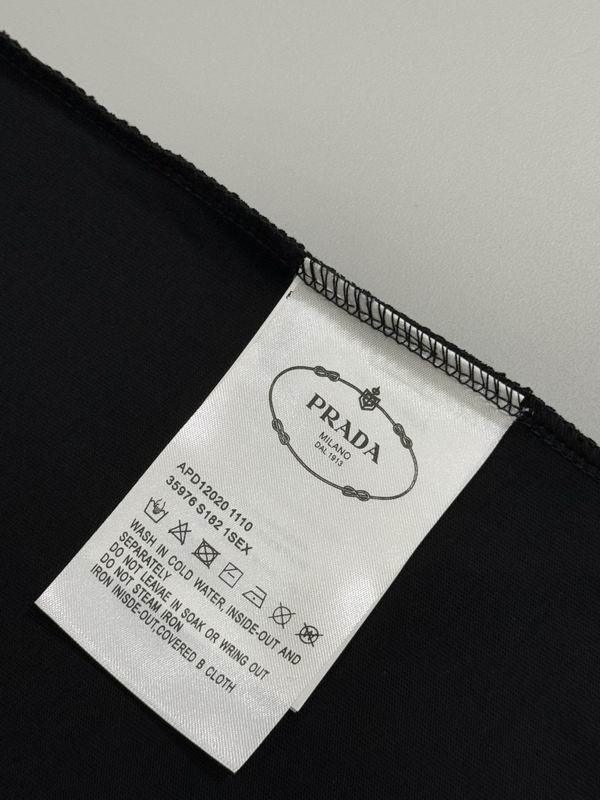 PRADA
MILANO
DAL 1913
APD12020 1110
35976 S182 1SEX
WASH IN COLD WATER, INSIDE-OUT AND
SEPARATELY
DO NOT LEAVAE IN SOAK OR WRING OUT
DO NOT STEAM IRON
IRON INISDE-OUT,COVERED B CLOTH